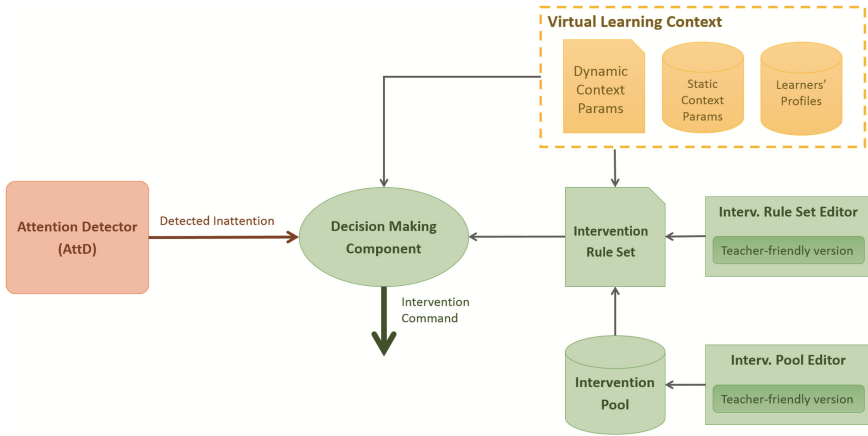 Virtual Learning Context
Dynamic
Context
Params
Static
Context
Params
Learners'
Profiles
Attention Detector
(AttD)
Detected Inattention
Decision Making
Component
Intervention
Rule Set
Interv. Rule Set Editor
Teacher-friendly version
Intervention
Command
Intervention
Pool
Interv. Pool Editor
Teacher-friendly version